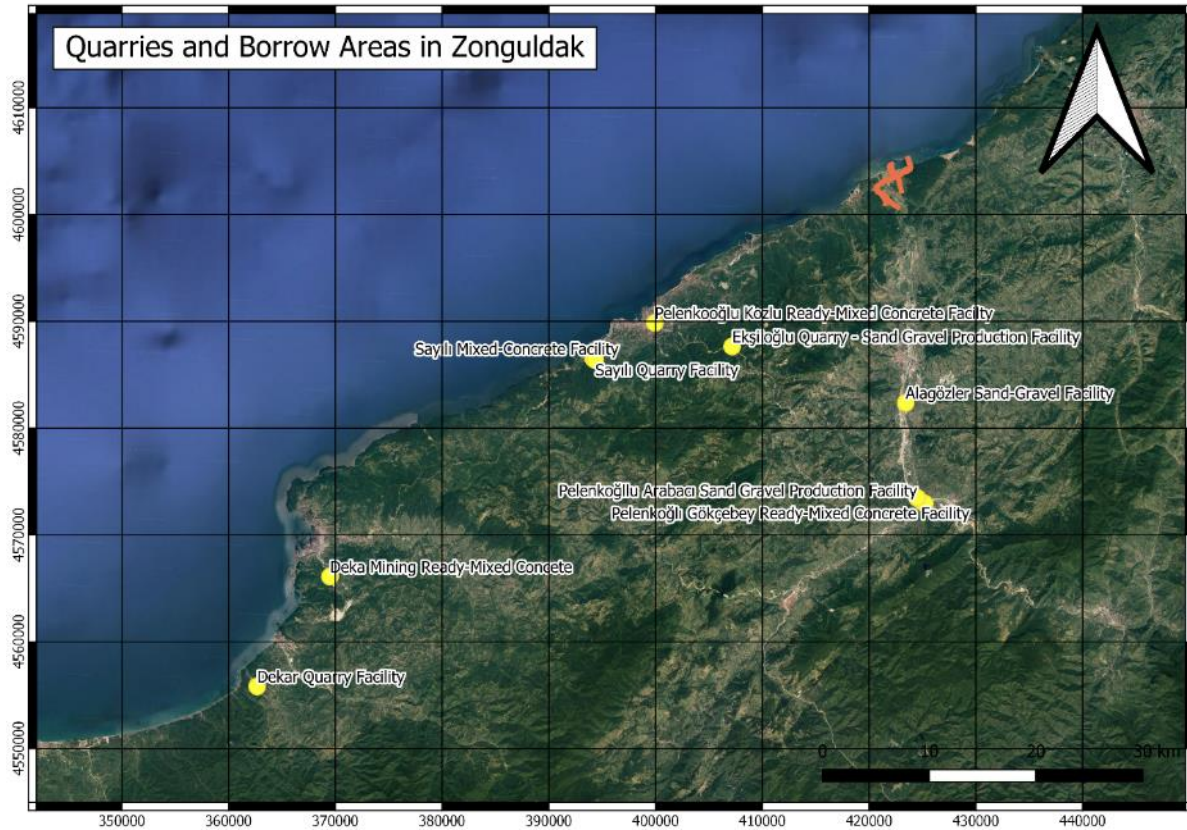 Quarries and Borrow Areas in Zonguldak
4610000
4600000
4590000
4580000
4570000
4560000
4550000
Pelenkooğlu Kozlu Ready-Mixed Concrete Facility
Ekşiloğlu Quarry - Sand Gravel Production Facility
Sayılı Mixed-Concrete Facility
Sayılı Quarry Facility
Alagözler Sand-Gravel Facility
Pelenkoğllu Arabacı Sand Gravel Production Facility
Pelenkoğlı Gökçebey Ready-Mixed Concrete Facility
Deka Mining Ready-Mixed Concete
Dekar Quarry Facility
0 10 20 30 km
350000 360000 370000 380000 390000 400000 410000 420000 430000 440000